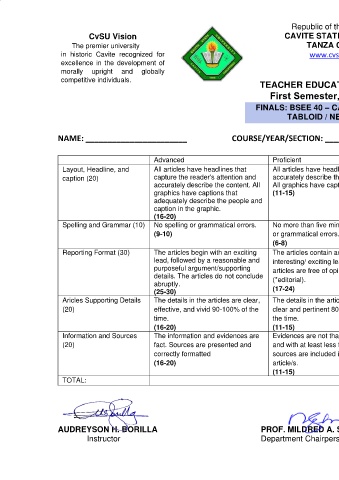 CvSU Vision
The premier university
in historic Cavite recognized for
excellence in the development of
morally upright and globally
competitive individuals.
Republic of th
CAVITE STAT
TANZA C
www.cvs
TEACHER EDUCAT
First Semester,
FINALS: BSEE 40 – CA
TABLOID / NE
NAME: ________________________ COURSE/YEAR/SECTION: ____
Advanced Proficient
Layout, Headline, and
caption (20)
All articles have headlines that
capture the reader's attention and
accurately describe the content. All
graphics have captions that
adequately describe the people and
caption in the graphic.
(16-20)
All articles have headl
accurately describe th
All graphics have capt
(11-15)
Spelling and Grammar (10)
No spelling or grammatical errors.
(9-10)
No more than five min
or grammatical errors.
(6-8)
Reporting Format (30)
The articles begin with an exciting
lead, followed by a reasonable and
purposeful argument/supporting
details. The articles do not conclude
abruptly.
(25-30)
The articles contain a
interesting/ exciting le
articles are free of opi
(*editorial).
(17-24)
Aricles Supporting Details
(20)
The details in the articles are clear,
effective, and vivid 90-100% of the
time.
(16-20)
The details in the artic
clear and pertinent 80
the time.
(11-15)
Information and Sources
(20)
The information and evidences are
fact. Sources are presented and
correctly formatted
(16-20)
Evidences are not tha
and with at least less
sources are included i
article/s.
(11-15)
TOTAL:
AUDREYSON H. BORILLA
Instructor
PROF. MILDRED A. S
Department Chairpers